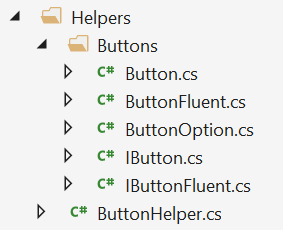 Helpers
Buttons
C# Button.cs
C# ButtonFluent.cs
C# ButtonOption.cs
C# IButton.cs
C# IButtonFluent.cs
C# ButtonHelper.cs